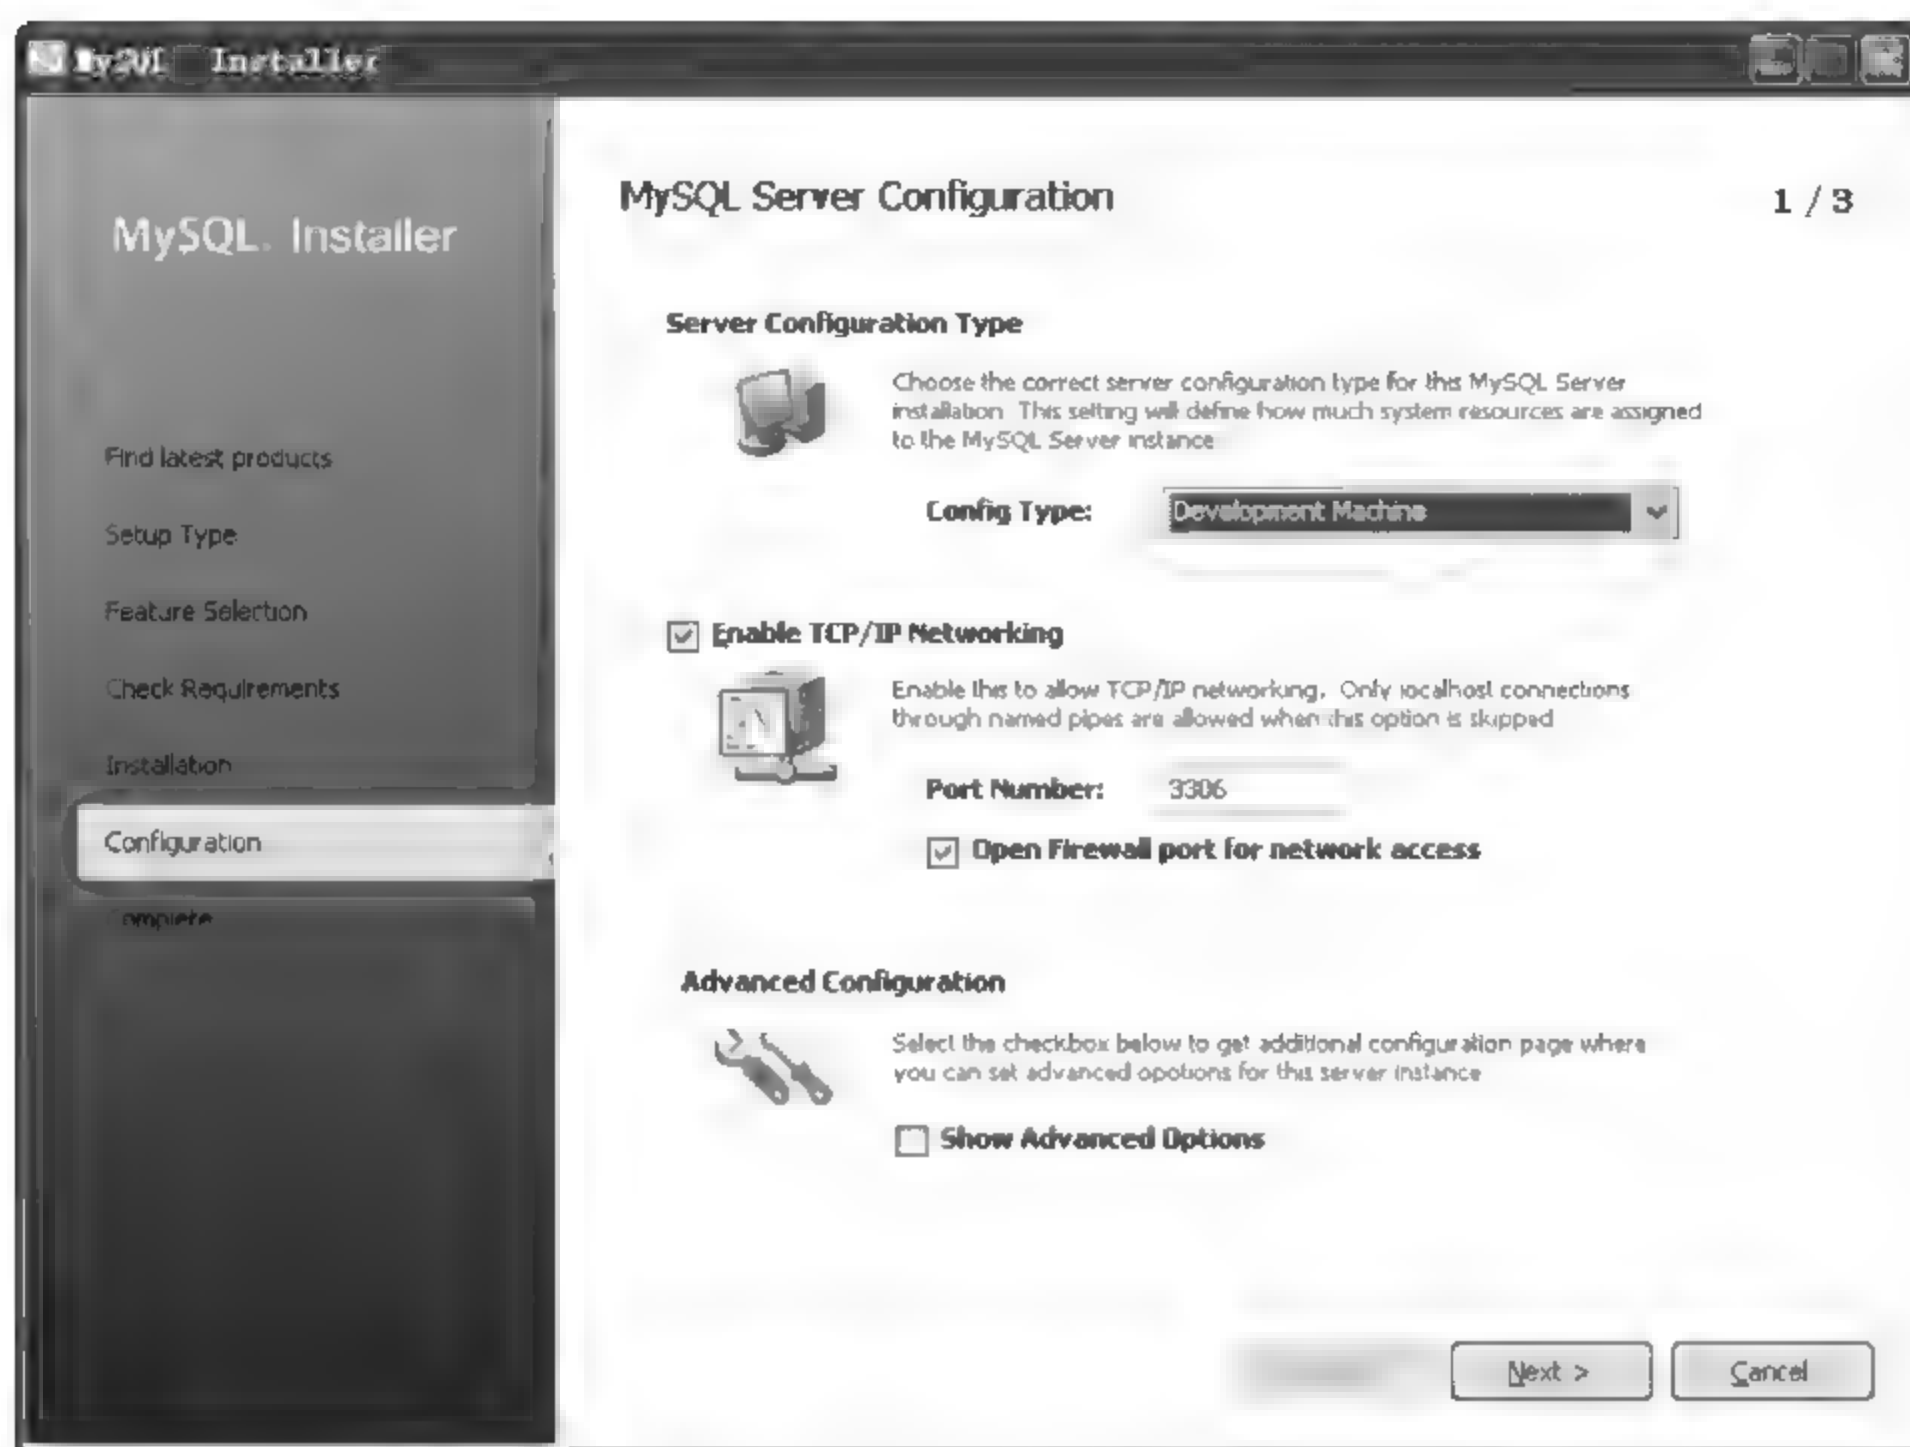 MySQL Installer
MySQL. Installer
Find latest products
Setup Type
Feature Selection
Check Requirements
Installation
Configuration
Complete
MySQL Server Configuration
1 / 3
Server Configuration Type
Choose the correct server configuration type for this MySQL Server
installation. This setting will define how much system resources are assigned
to the MySQL Server instance
Config Type:
Development Machine
Enable TCP/IP Networking
Enable this to allow TCP/IP networking. Only localhost connections
through named pipes are allowed when this option is skipped
Port Number:
3306
Open Firewall port for network access
Advanced Configuration
Select the checkbox below to get additional configuration page where
you can set advanced opotions for this server instance
Show Advanced Options
Next >
Cancel